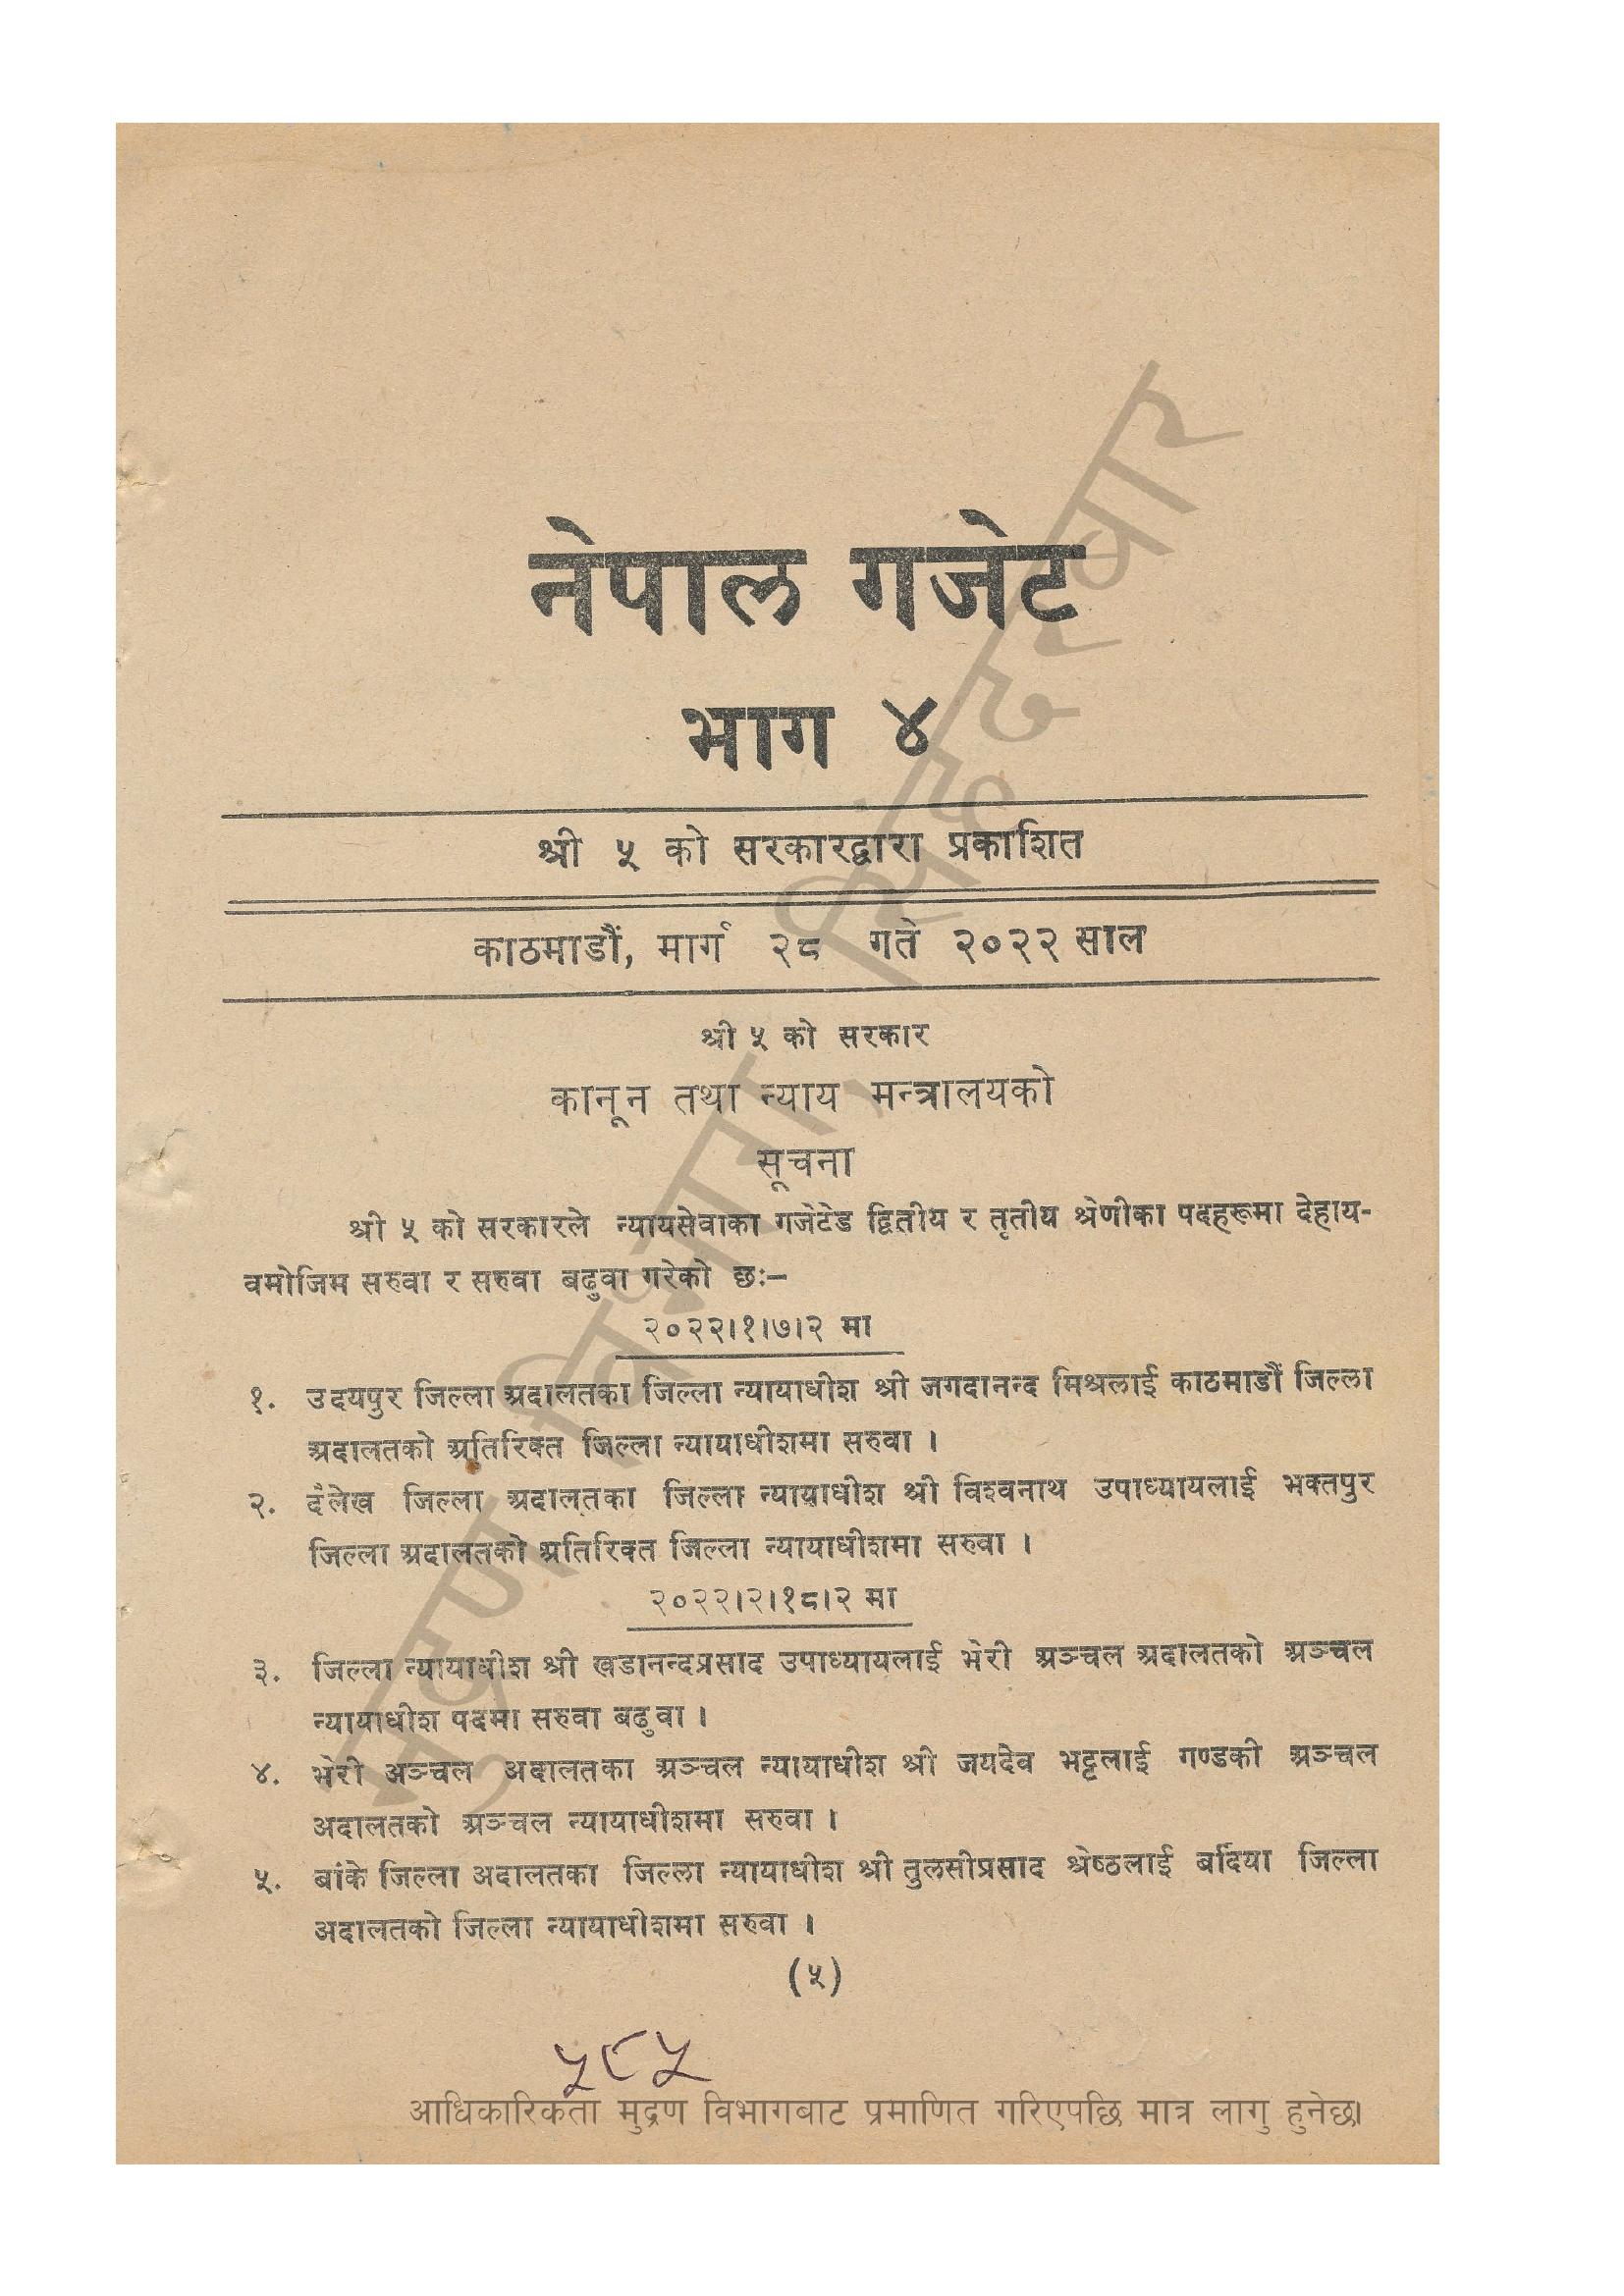 नेपाल गजेट
भाग ४
श्री ५ को सरकारद्वारा प्रकाशित
काठमाडौं, मार्ग २८ गते २०२२ साल
श्री ५ को सरकार
कानून तथा न्याय मन्त्रालयको
सूचना
श्री ५ को सरकारले न्यायसेवाका गजेटेड द्वितीय र तृतीय श्रेणीका पदहरूमा देहाय-
वमोजिम सरुवा र सरुवा बढुवा गरेको छः–
२०२२।१।७।२ मा
१. उदयपुर जिल्ला अदालतका जिल्ला न्यायाधीश श्री जगदानन्द मिश्रलाई काठमाडौं जिल्ला
अदालतको अतिरिक्त जिल्ला न्यायाधीशमा सरुवा ।
२. दैलेख जिल्ला अदालतका जिल्ला न्यायाधीश श्री विश्वनाथ उपाध्यायलाई भक्तपुर
जिल्ला अदालतको अतिरिक्त जिल्ला न्यायाधीशमा सरुवा ।
२०२२।२।१८।२ मा
३. जिल्ला न्यायाधीश श्री खडानन्दप्रसाद उपाध्यायलाई भेरी अञ्चल अदालतको अञ्चल
न्यायाधीश पदमा सरुवा बढुवा ।
४. भेरी अञ्चल अदालतका अञ्चल न्यायाधीश श्री जयदेव भट्टलाई गण्डकी अञ्चल
अदालतको अञ्चल न्यायाधीशमा सरुवा ।
५. बांके जिल्ला अदालतका जिल्ला न्यायाधीश श्री तुलसीप्रसाद श्रेष्ठलाई बर्दिया जिल्ला
अदालतको जिल्ला न्यायाधीशमा सरुवा ।
(५)
५८५
आधिकारिकता मुद्रण विभागबाट प्रमाणित गरिएपछि मात्र लागु हुनेछ।
मुद्रण विभाग, सिंहदरवार